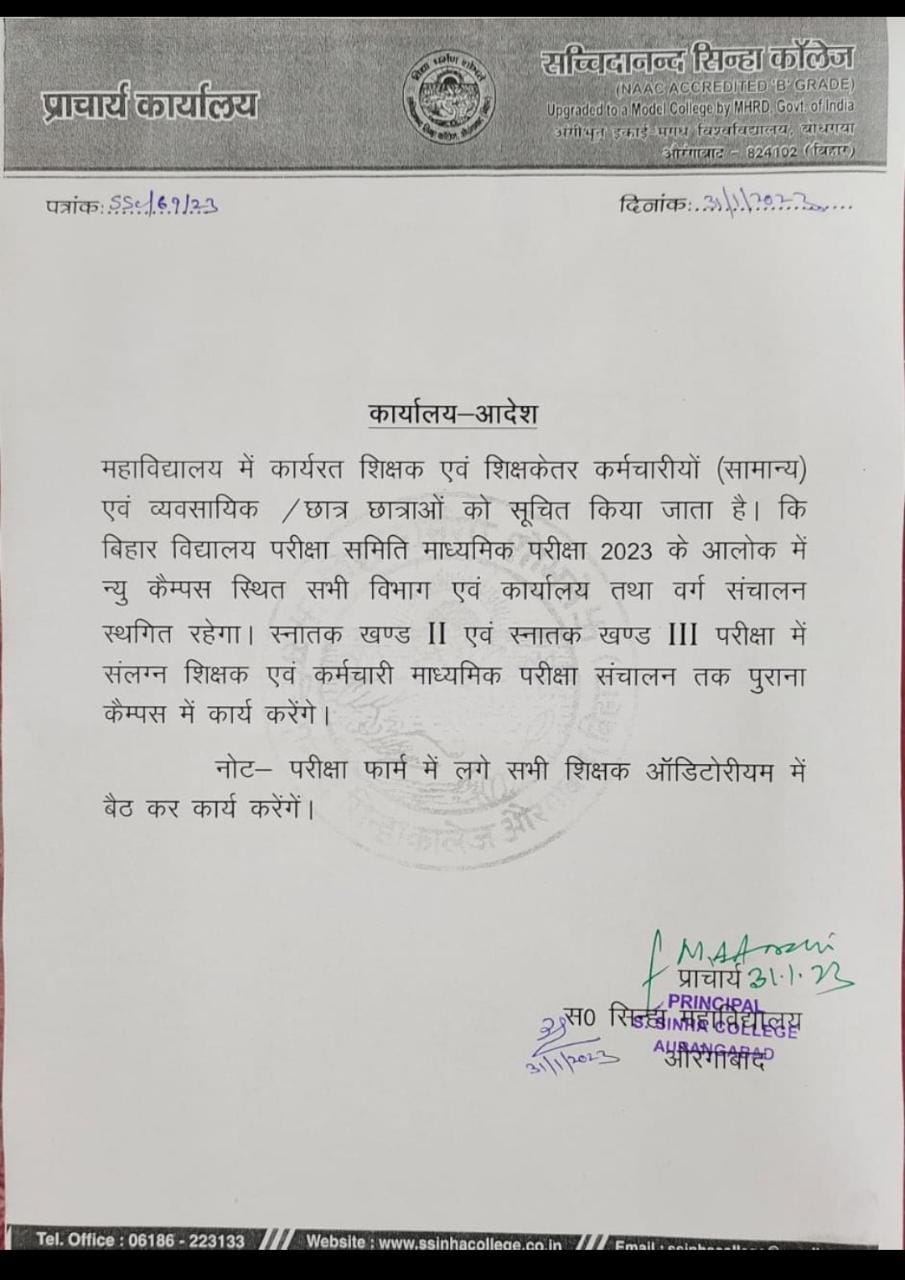 प्राचार्य कार्यालय
सच्चिदानन्द सिन्हा कॉलेज
(NAAC ACCREDITED 'B' GRADE)
Upgraded to a Model College by MHRD, Govt. of India
अंगीभूत इकाई मगध विश्वविद्यालय, बोधगया
औरंगाबाद - 824102 (बिहार)
पत्रांक: SSC/69/23
दिनांक: 31/1/2023
कार्यालय–आदेश
महाविद्यालय में कार्यरत शिक्षक एवं शिक्षकेतर कर्मचारीयों (सामान्य)
एवं व्यवसायिक /छात्र छात्राओं को सूचित किया जाता है। कि
बिहार विद्यालय परीक्षा समिति माध्यमिक परीक्षा 2023 के आलोक में
न्यु कैम्पस स्थित सभी विभाग एवं कार्यालय तथा वर्ग संचालन
स्थगित रहेगा। स्नातक खण्ड II एवं स्नातक खण्ड III परीक्षा में
संलग्न शिक्षक एवं कर्मचारी माध्यमिक परीक्षा संचालन तक पुराना
कैम्पस में कार्य करेंगे।
नोट– परीक्षा फार्म में लगे सभी शिक्षक ऑडिटोरीयम में
बैठ कर कार्य करेंगें।
प्राचार्य 31.1.23
PRINCIPAL
स0 सिन्हा महाविद्यालय
S. SINHA COLLEGE
AURANGABAD
औरंगाबाद
31/1/2023
Tel. Office : 06186 - 223133 /// Website : www.ssinhacollege.co.in /// Email :